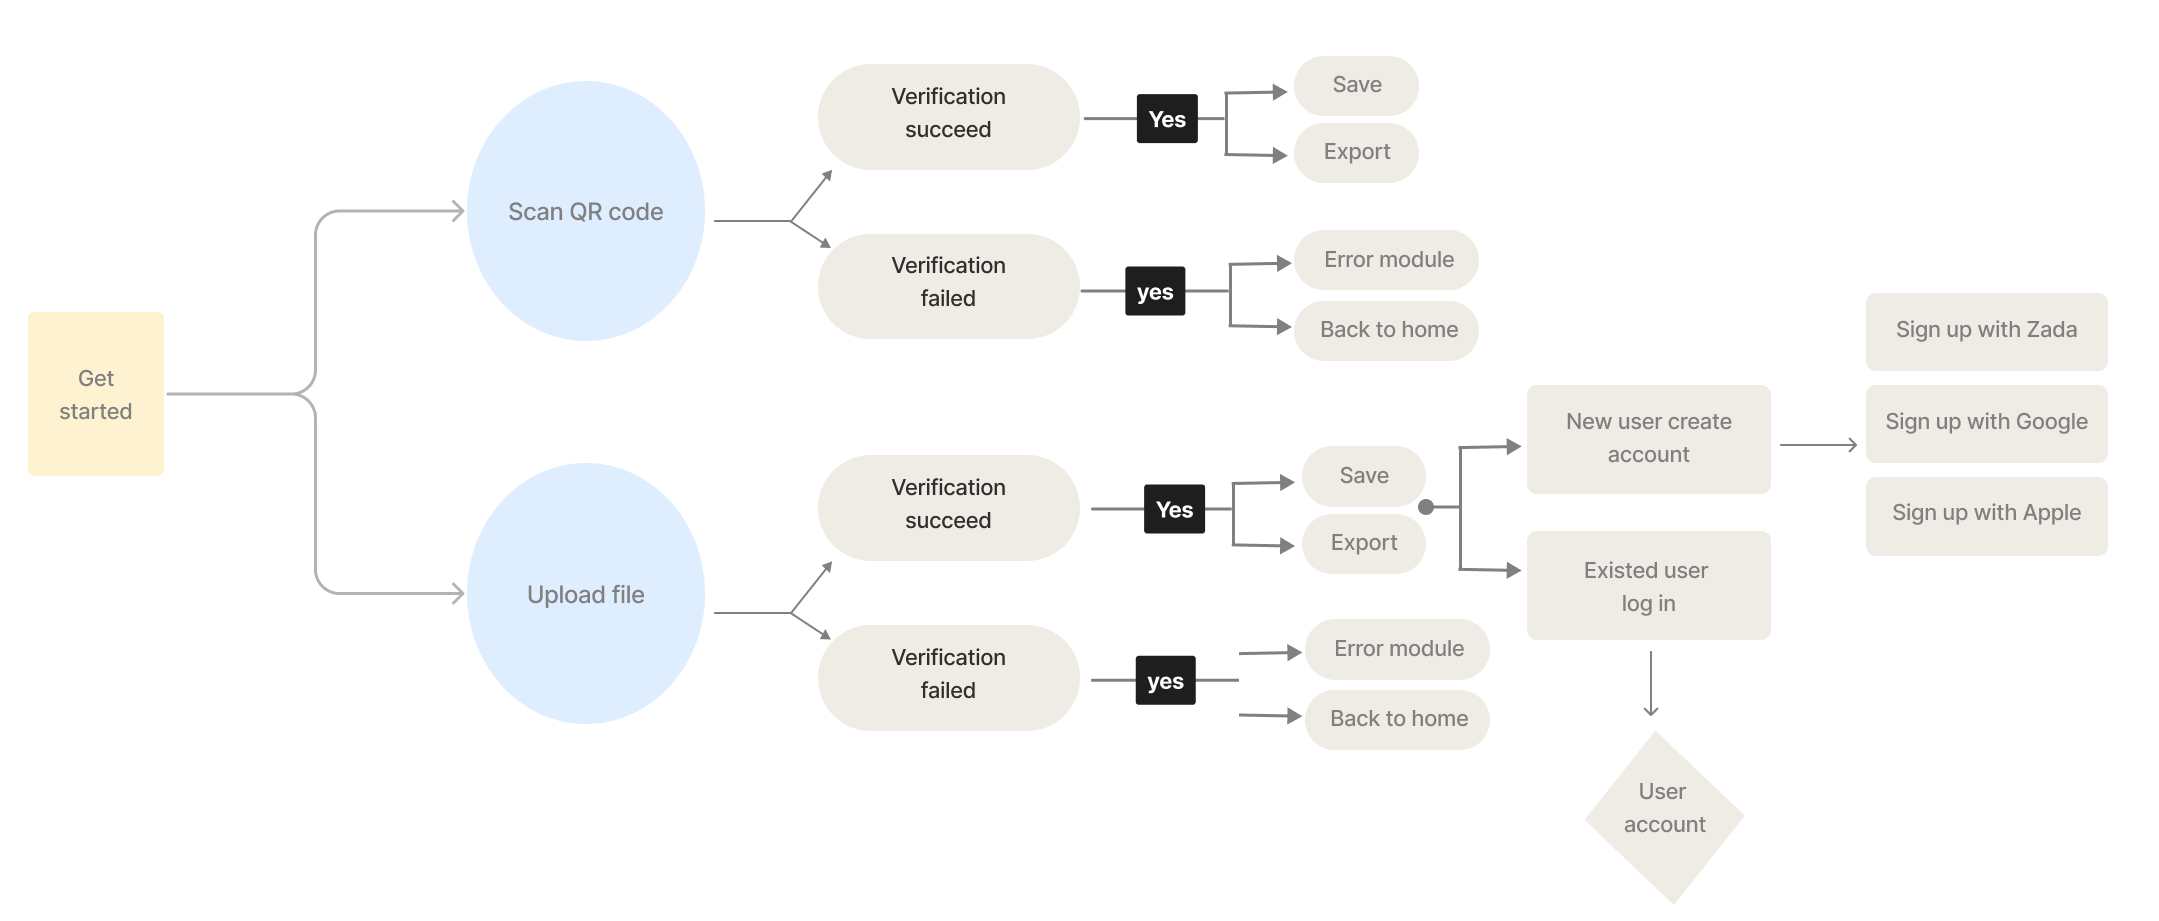 Get
started
Scan QR code
Verification
succeed
Yes
Save
Export
Verification
failed
yes
Error module
Back to home
Upload file
Verification
succeed
Yes
Save
Export
New user create
account
Sign up with Zada
Sign up with Google
Sign up with Apple
Existed user
log in
User
account
Verification
failed
yes
Error module
Back to home